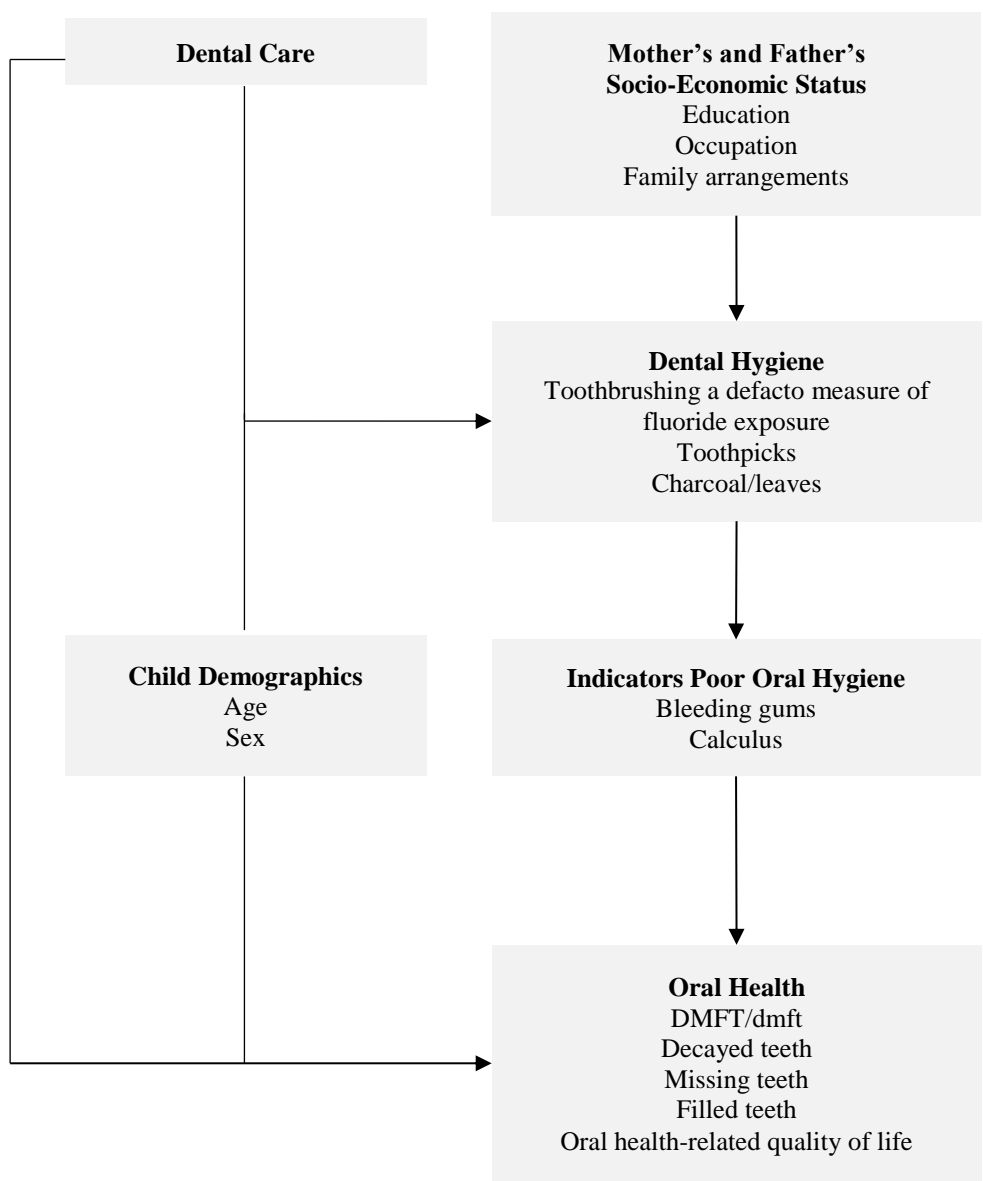 Dental Care
Mother’s and Father’s
Socio-Economic Status
Education
Occupation
Family arrangements
Dental Hygiene
Toothbrushing a defacto measure of
fluoride exposure
Toothpicks
Charcoal/leaves
Child Demographics
Age
Sex
Indicators Poor Oral Hygiene
Bleeding gums
Calculus
Oral Health
DMFT/dmft
Decayed teeth
Missing teeth
Filled teeth
Oral health-related quality of life